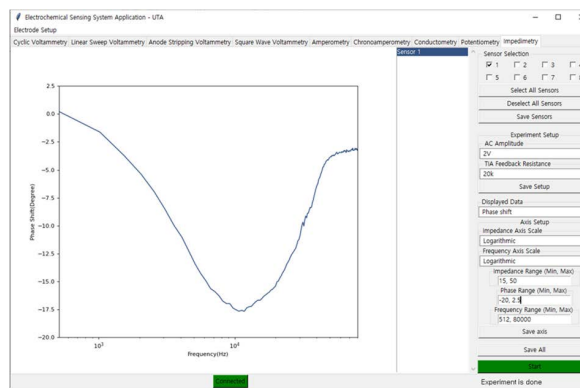 Electrochemical Sensing System Application - UTA
Electrode Setup
Cyclic Voltammetry Linear Sweep Voltammetry Anode Stripping Voltammetry Square Wave Voltammetry Amperometry Chronoamperometry Conductometry Potentiometry Impedimetry
Sensor 1
Sensor Selection
1 2 3 4
5 6 7 8
Select All Sensors
Deselect All Sensors
Save Sensors
Experiment Setup
AC Amplitude
2V
TIA Feedback Resistance
20k
Save Setup
Displayed Data
Phase shift
Axis Setup
Impedance Axis Scale
Logarithmic
Frequency Axis Scale
Logarithmic
Impedance Range (Min, Max)
15, 50
Phase Range (Min, Max)
-20, 2.5
Frequency Range (Min, Max)
512, 80000
Save axis
Save All
Start
2.5
0.0
−2.5
−5.0
−7.5
−10.0
−12.5
−15.0
−17.5
−20.0
Phase Shift(Degree)
10³ 10⁴
Frequency(Hz)
Connected
Experiment is done